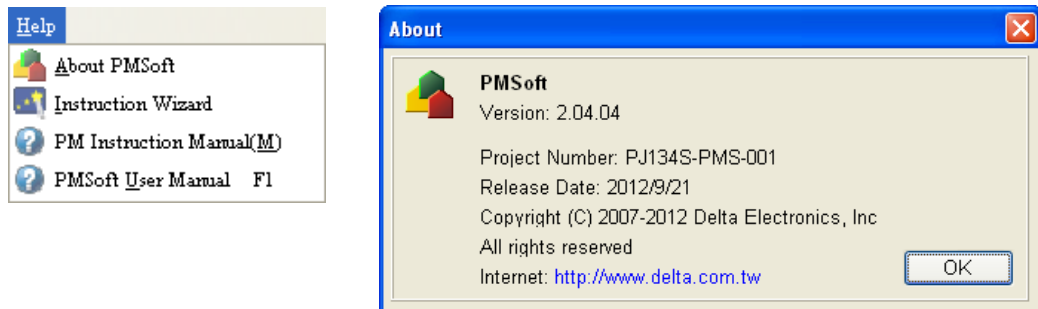 Help
About PMSoft
Instruction Wizard
PM Instruction Manual(M)
PMSoft User Manual F1
About
PMSoft
Version: 2.04.04
Project Number: PJ134S-PMS-001
Release Date: 2012/9/21
Copyright (C) 2007-2012 Delta Electronics, Inc
All rights reserved
Internet: http://www.delta.com.tw
OK